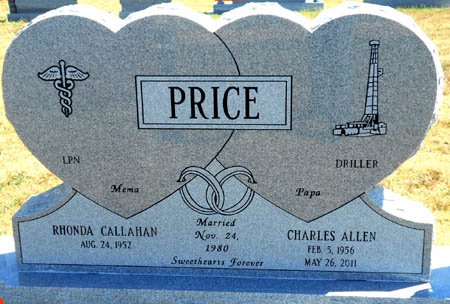 PRICE
LPN
DRILLER
Mema
Papa
RHONDA CALLAHAN
AUG. 24, 1952
Married
Nov. 24,
1980
Sweethearts Forever
CHARLES ALLEN
FEB. 5, 1956
MAY 26, 2011